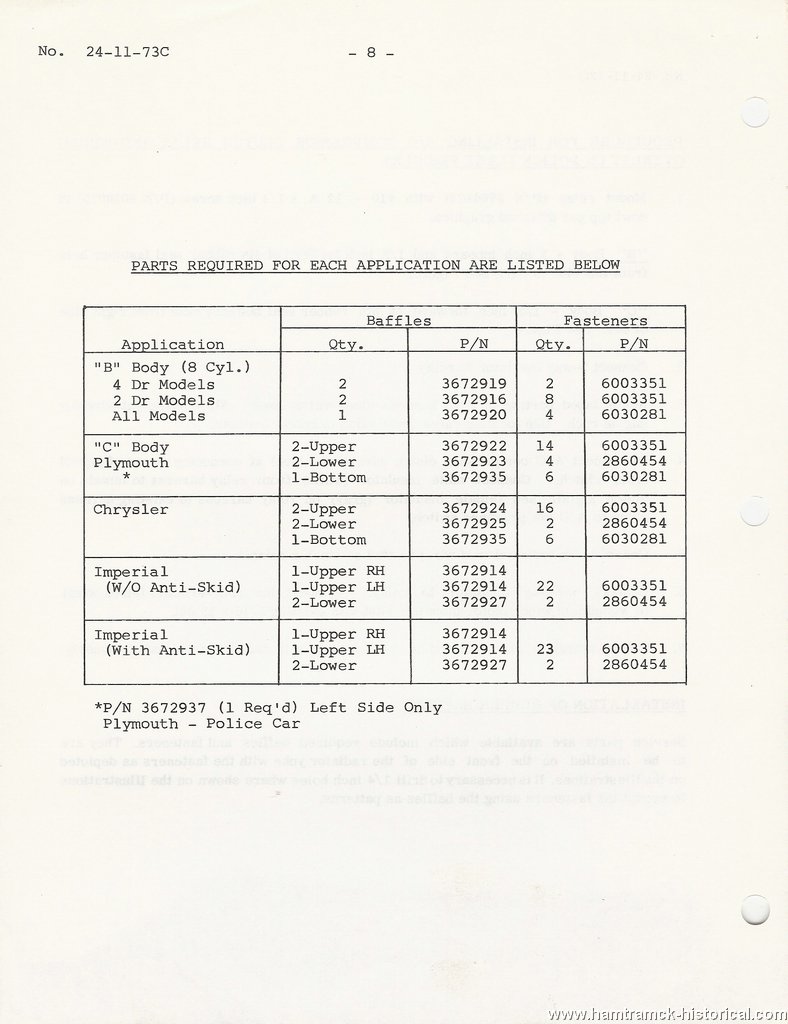 No. 24-11-73C - 8 -
PARTS REQUIRED FOR EACH APPLICATION ARE LISTED BELOW
Baffles Fasteners
Application Qty. P/N Qty. P/N
"B" Body (8 Cyl.)
4 Dr Models 2 3672919 2 6003351
2 Dr Models 2 3672916 8 6003351
All Models 1 3672920 4 6030281
"C" Body 2-Upper 3672922 14 6003351
Plymouth 2-Lower 3672923 4 2860454
* 1-Bottom 3672935 6 6030281
Chrysler 2-Upper 3672924 16 6003351
2-Lower 3672925 2 2860454
1-Bottom 3672935 6 6030281
Imperial 1-Upper RH 3672914
(W/O Anti-Skid) 1-Upper LH 3672914 22 6003351
2-Lower 3672927 2 2860454
Imperial 1-Upper RH 3672914
(With Anti-Skid) 1-Upper LH 3672914 23 6003351
2-Lower 3672927 2 2860454
*P/N 3672937 (1 Req'd) Left Side Only
Plymouth - Police Car
www.hamtramck-historical.com